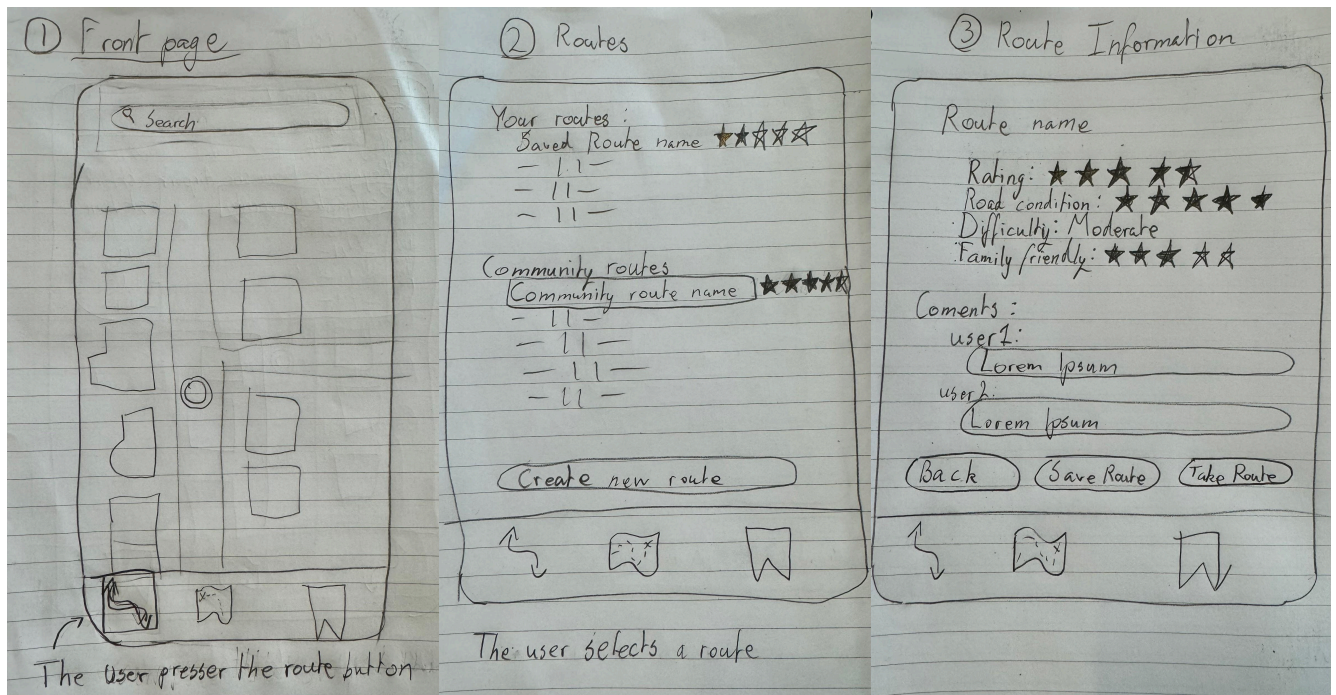 ① Front page
Search
The user presser the route button
② Routes
Your routes:
Saved Route name
— 11 —
— 11 —
— 11 —
Community routes
Community route name
— 11 —
— 11 —
— 11 —
— 11 —
Create new route
The user selects a route
③ Route Information
Route name
Rating:
Road condition:
Difficulty: Moderate
Family friendly:
Coments:
user1:
Lorem Ipsum
user2:
Lorem Ipsum
Back Save Route Take Route